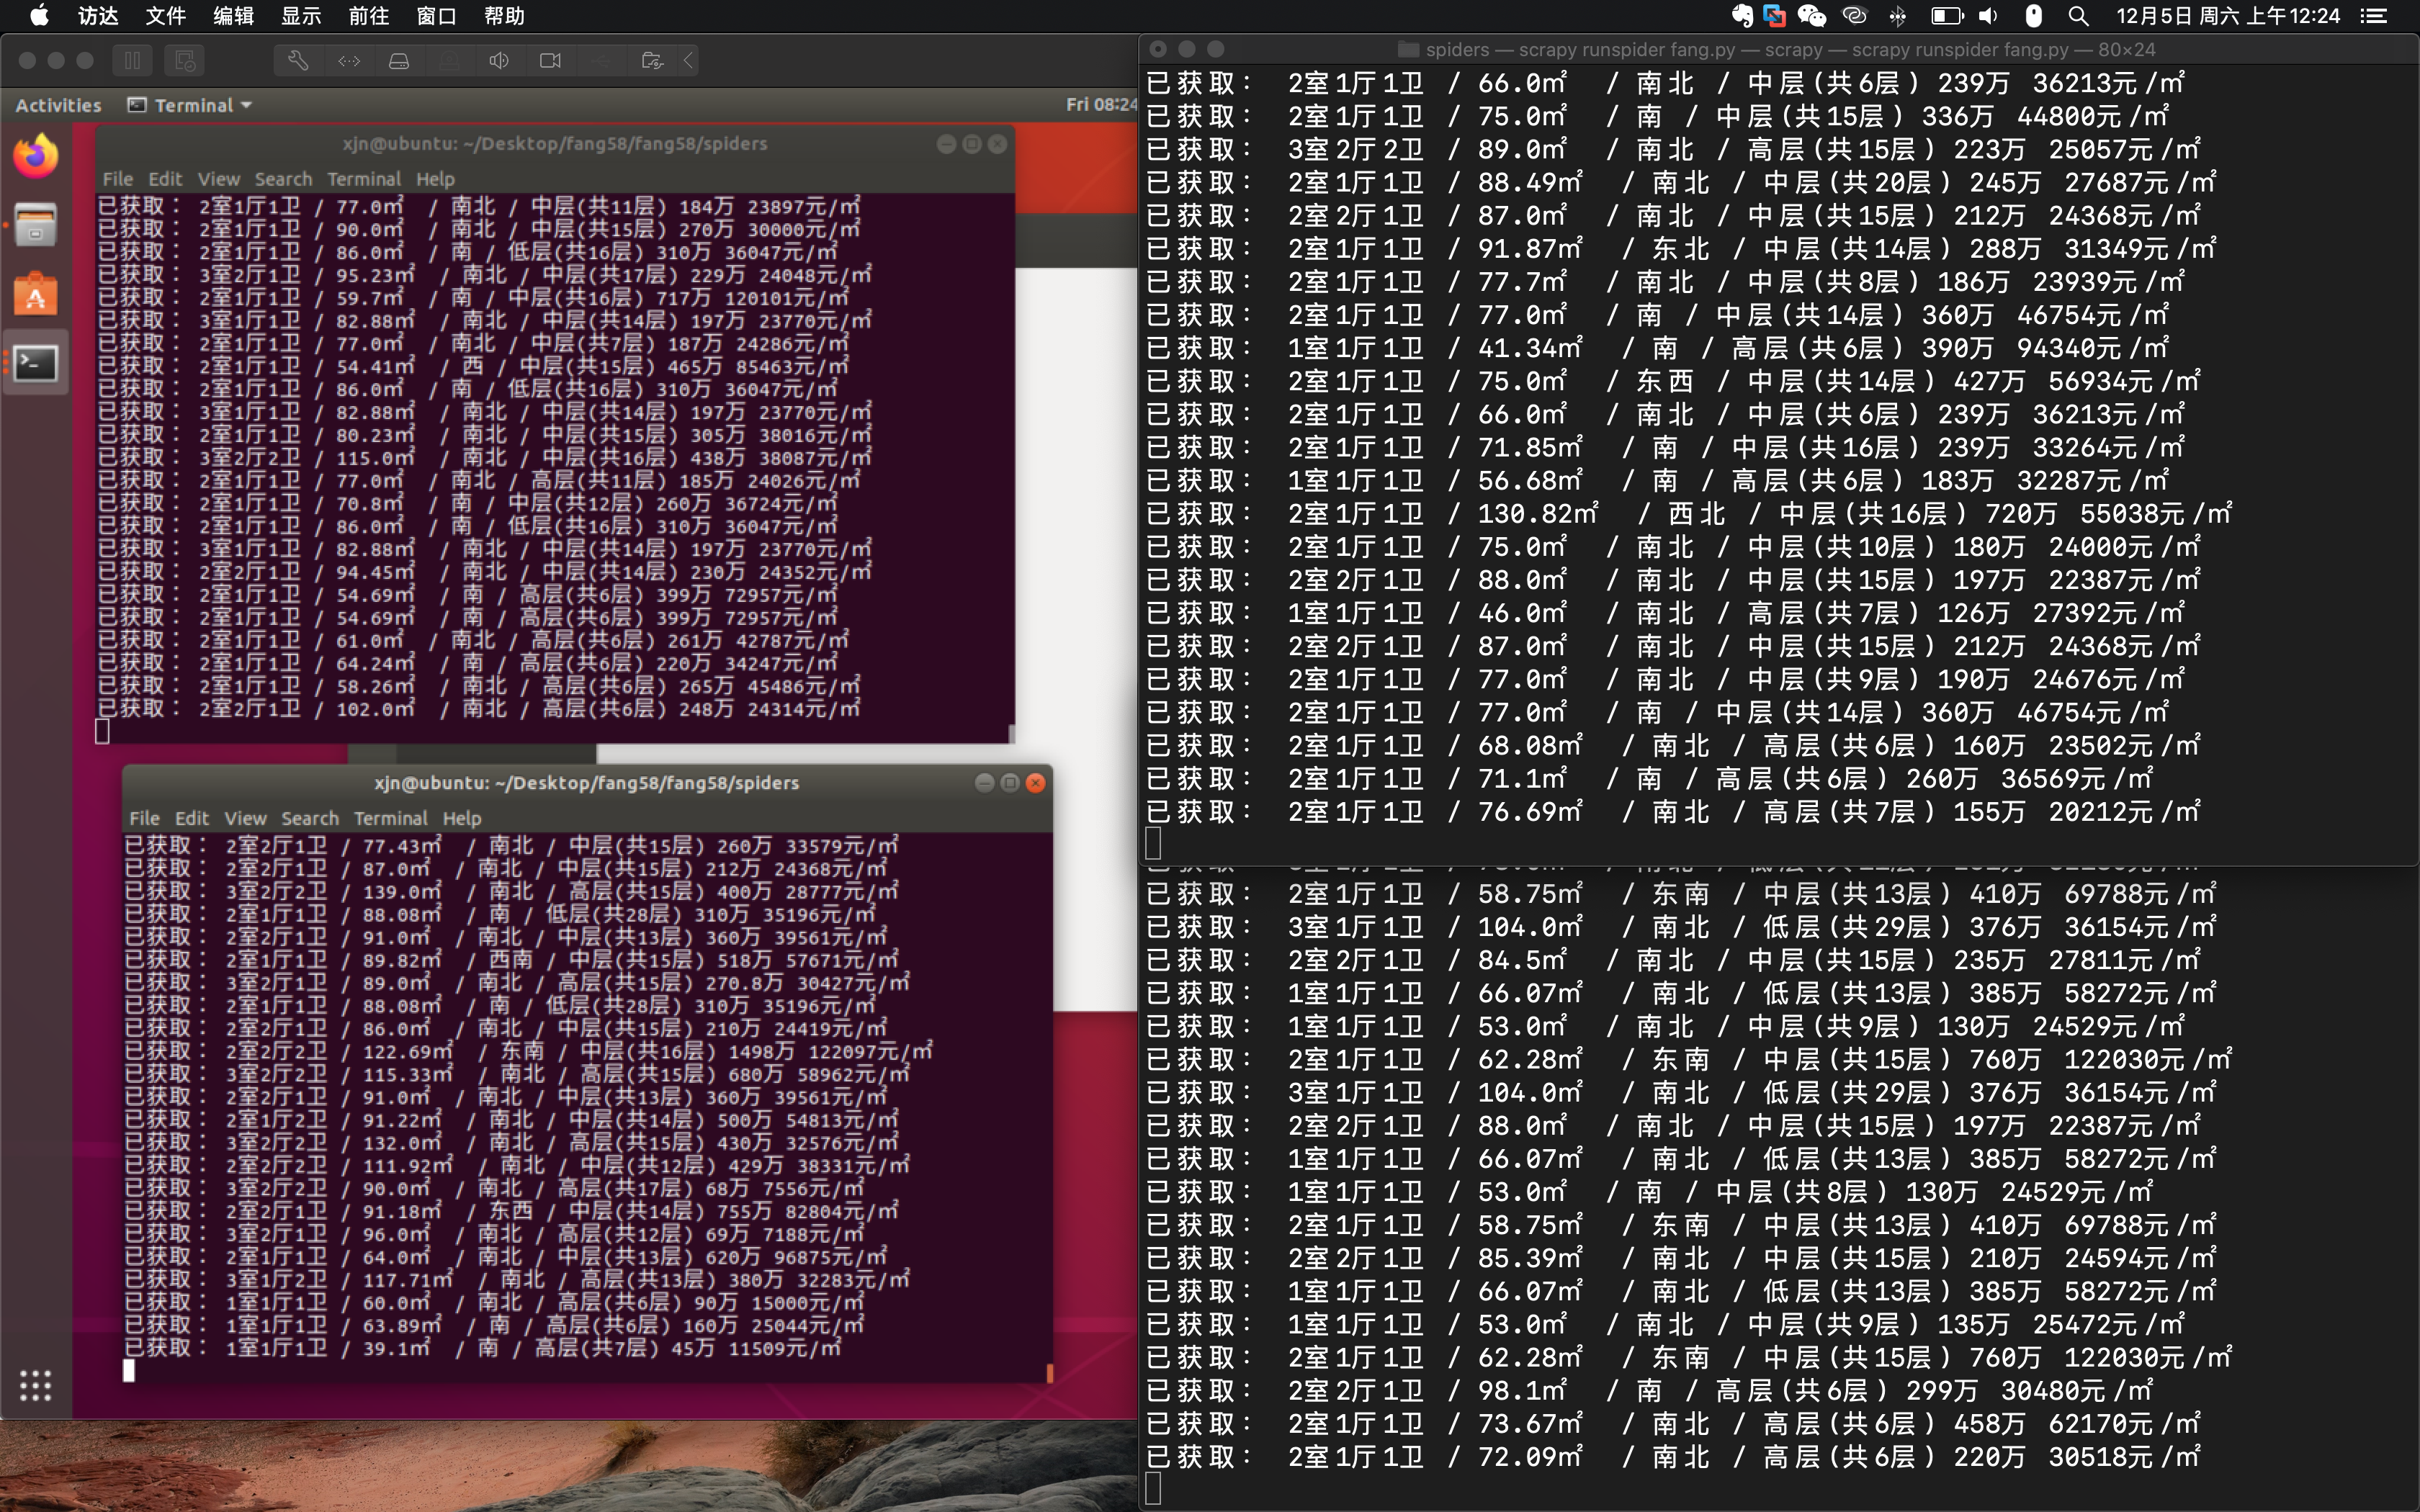 访达 文件 编辑 显示 前往 窗口 帮助 12月5日 周六 上午12:24
Activities Terminal Fri 08:24
xjn@ubuntu: ~/Desktop/fang58/fang58/spiders
File Edit View Search Terminal Help
已获取： 2室1厅1卫 / 77.0㎡ / 南北 / 中层(共11层) 184万 23897元/㎡
已获取： 2室1厅1卫 / 90.0㎡ / 南北 / 中层(共15层) 270万 30000元/㎡
已获取： 2室1厅1卫 / 86.0㎡ / 南 / 低层(共16层) 310万 36047元/㎡
已获取： 3室2厅1卫 / 95.23㎡ / 南北 / 中层(共17层) 229万 24048元/㎡
已获取： 2室1厅1卫 / 59.7㎡ / 南 / 中层(共16层) 717万 120101元/㎡
已获取： 3室1厅1卫 / 82.88㎡ / 南北 / 中层(共14层) 197万 23770元/㎡
已获取： 2室1厅1卫 / 77.0㎡ / 南北 / 中层(共7层) 187万 24286元/㎡
已获取： 2室1厅1卫 / 54.41㎡ / 西 / 中层(共15层) 465万 85463元/㎡
已获取： 2室1厅1卫 / 86.0㎡ / 南 / 低层(共16层) 310万 36047元/㎡
已获取： 3室1厅1卫 / 82.88㎡ / 南北 / 中层(共14层) 197万 23770元/㎡
已获取： 2室1厅1卫 / 80.23㎡ / 南北 / 中层(共15层) 305万 38016元/㎡
已获取： 3室2厅2卫 / 115.0㎡ / 南北 / 中层(共16层) 438万 38087元/㎡
已获取： 2室1厅1卫 / 77.0㎡ / 南北 / 高层(共11层) 185万 24026元/㎡
已获取： 2室1厅1卫 / 70.8㎡ / 南 / 中层(共12层) 260万 36724元/㎡
已获取： 2室1厅1卫 / 86.0㎡ / 南 / 低层(共16层) 310万 36047元/㎡
已获取： 3室1厅1卫 / 82.88㎡ / 南北 / 中层(共14层) 197万 23770元/㎡
已获取： 2室2厅1卫 / 94.45㎡ / 南北 / 中层(共14层) 230万 24352元/㎡
已获取： 2室1厅1卫 / 54.69㎡ / 南 / 高层(共6层) 399万 72957元/㎡
已获取： 2室1厅1卫 / 54.69㎡ / 南 / 高层(共6层) 399万 72957元/㎡
已获取： 2室1厅1卫 / 61.0㎡ / 南北 / 高层(共6层) 261万 42787元/㎡
已获取： 2室1厅1卫 / 64.24㎡ / 南 / 高层(共6层) 220万 34247元/㎡
已获取： 2室1厅1卫 / 58.26㎡ / 南北 / 高层(共6层) 265万 45486元/㎡
已获取： 2室2厅1卫 / 102.0㎡ / 南北 / 高层(共6层) 248万 24314元/㎡
xjn@ubuntu: ~/Desktop/fang58/fang58/spiders
File Edit View Search Terminal Help
已获取： 2室2厅1卫 / 77.43㎡ / 南北 / 中层(共15层) 260万 33579元/㎡
已获取： 2室2厅1卫 / 87.0㎡ / 南北 / 中层(共15层) 212万 24368元/㎡
已获取： 3室2厅2卫 / 139.0㎡ / 南北 / 高层(共15层) 400万 28777元/㎡
已获取： 2室1厅1卫 / 88.08㎡ / 南 / 低层(共28层) 310万 35196元/㎡
已获取： 2室2厅1卫 / 91.0㎡ / 南北 / 中层(共13层) 360万 39561元/㎡
已获取： 2室1厅1卫 / 89.82㎡ / 西南 / 中层(共15层) 518万 57671元/㎡
已获取： 3室2厅1卫 / 89.0㎡ / 南北 / 高层(共15层) 270.8万 30427元/㎡
已获取： 2室1厅1卫 / 88.08㎡ / 南 / 低层(共28层) 310万 35196元/㎡
已获取： 2室2厅1卫 / 86.0㎡ / 南北 / 中层(共15层) 210万 24419元/㎡
已获取： 2室2厅2卫 / 122.69㎡ / 东南 / 中层(共16层) 1498万 122097元/㎡
已获取： 3室2厅2卫 / 115.33㎡ / 南北 / 高层(共15层) 680万 58962元/㎡
已获取： 2室2厅1卫 / 91.0㎡ / 南北 / 中层(共13层) 360万 39561元/㎡
已获取： 2室1厅1卫 / 91.22㎡ / 南北 / 中层(共14层) 500万 54813元/㎡
已获取： 3室2厅2卫 / 132.0㎡ / 南北 / 高层(共15层) 430万 32576元/㎡
已获取： 2室2厅2卫 / 111.92㎡ / 南北 / 中层(共12层) 429万 38331元/㎡
已获取： 3室2厅2卫 / 90.0㎡ / 南北 / 高层(共17层) 68万 7556元/㎡
已获取： 2室2厅1卫 / 91.18㎡ / 东西 / 中层(共14层) 755万 82804元/㎡
已获取： 3室2厅1卫 / 96.0㎡ / 南北 / 高层(共12层) 69万 7188元/㎡
已获取： 2室1厅1卫 / 64.0㎡ / 南北 / 中层(共13层) 620万 96875元/㎡
已获取： 3室1厅2卫 / 117.71㎡ / 南北 / 高层(共13层) 380万 32283元/㎡
已获取： 1室1厅1卫 / 60.0㎡ / 南北 / 高层(共6层) 90万 15000元/㎡
已获取： 1室1厅1卫 / 63.89㎡ / 南 / 高层(共6层) 160万 25044元/㎡
已获取： 1室1厅1卫 / 39.1㎡ / 南 / 高层(共7层) 45万 11509元/㎡
spiders — scrapy runspider fang.py — scrapy — scrapy runspider fang.py — 80×24
已获取： 2室1厅1卫 / 66.0㎡ / 南北 / 中层(共6层) 239万 36213元/㎡
已获取： 2室1厅1卫 / 75.0㎡ / 南 / 中层(共15层) 336万 44800元/㎡
已获取： 3室2厅2卫 / 89.0㎡ / 南北 / 高层(共15层) 223万 25057元/㎡
已获取： 2室1厅1卫 / 88.49㎡ / 南北 / 中层(共20层) 245万 27687元/㎡
已获取： 2室2厅1卫 / 87.0㎡ / 南北 / 中层(共15层) 212万 24368元/㎡
已获取： 2室1厅1卫 / 91.87㎡ / 东北 / 中层(共14层) 288万 31349元/㎡
已获取： 2室1厅1卫 / 77.7㎡ / 南北 / 中层(共8层) 186万 23939元/㎡
已获取： 2室1厅1卫 / 77.0㎡ / 南 / 中层(共14层) 360万 46754元/㎡
已获取： 1室1厅1卫 / 41.34㎡ / 南 / 高层(共6层) 390万 94340元/㎡
已获取： 2室1厅1卫 / 75.0㎡ / 东西 / 中层(共14层) 427万 56934元/㎡
已获取： 2室1厅1卫 / 66.0㎡ / 南北 / 中层(共6层) 239万 36213元/㎡
已获取： 2室1厅1卫 / 71.85㎡ / 南 / 中层(共16层) 239万 33264元/㎡
已获取： 1室1厅1卫 / 56.68㎡ / 南 / 高层(共6层) 183万 32287元/㎡
已获取： 2室1厅1卫 / 130.82㎡ / 西北 / 中层(共16层) 720万 55038元/㎡
已获取： 2室1厅1卫 / 75.0㎡ / 南北 / 中层(共10层) 180万 24000元/㎡
已获取： 2室2厅1卫 / 88.0㎡ / 南北 / 中层(共15层) 197万 22387元/㎡
已获取： 1室1厅1卫 / 46.0㎡ / 南北 / 高层(共7层) 126万 27392元/㎡
已获取： 2室2厅1卫 / 87.0㎡ / 南北 / 中层(共15层) 212万 24368元/㎡
已获取： 2室1厅1卫 / 77.0㎡ / 南北 / 中层(共9层) 190万 24676元/㎡
已获取： 2室1厅1卫 / 77.0㎡ / 南 / 中层(共14层) 360万 46754元/㎡
已获取： 2室1厅1卫 / 68.08㎡ / 南北 / 高层(共6层) 160万 23502元/㎡
已获取： 2室1厅1卫 / 71.1㎡ / 南 / 高层(共6层) 260万 36569元/㎡
已获取： 2室1厅1卫 / 76.69㎡ / 南北 / 高层(共7层) 155万 20212元/㎡
已获取： 2室1厅1卫 / 58.75㎡ / 东南 / 中层(共13层) 410万 69788元/㎡
已获取： 3室1厅1卫 / 104.0㎡ / 南北 / 低层(共29层) 376万 36154元/㎡
已获取： 2室2厅1卫 / 84.5㎡ / 南北 / 中层(共15层) 235万 27811元/㎡
已获取： 1室1厅1卫 / 66.07㎡ / 南北 / 低层(共13层) 385万 58272元/㎡
已获取： 1室1厅1卫 / 53.0㎡ / 南北 / 中层(共9层) 130万 24529元/㎡
已获取： 2室1厅1卫 / 62.28㎡ / 东南 / 中层(共15层) 760万 122030元/㎡
已获取： 3室1厅1卫 / 104.0㎡ / 南北 / 低层(共29层) 376万 36154元/㎡
已获取： 2室2厅1卫 / 88.0㎡ / 南北 / 中层(共15层) 197万 22387元/㎡
已获取： 1室1厅1卫 / 66.07㎡ / 南北 / 低层(共13层) 385万 58272元/㎡
已获取： 1室1厅1卫 / 53.0㎡ / 南 / 中层(共8层) 130万 24529元/㎡
已获取： 2室1厅1卫 / 58.75㎡ / 东南 / 中层(共13层) 410万 69788元/㎡
已获取： 2室2厅1卫 / 85.39㎡ / 南北 / 中层(共15层) 210万 24594元/㎡
已获取： 1室1厅1卫 / 66.07㎡ / 南北 / 低层(共13层) 385万 58272元/㎡
已获取： 1室1厅1卫 / 53.0㎡ / 南北 / 中层(共9层) 135万 25472元/㎡
已获取： 2室1厅1卫 / 62.28㎡ / 东南 / 中层(共15层) 760万 122030元/㎡
已获取： 2室2厅1卫 / 98.1㎡ / 南 / 高层(共6层) 299万 30480元/㎡
已获取： 2室1厅1卫 / 73.67㎡ / 南北 / 高层(共6层) 458万 62170元/㎡
已获取： 2室1厅1卫 / 72.09㎡ / 南北 / 高层(共6层) 220万 30518元/㎡